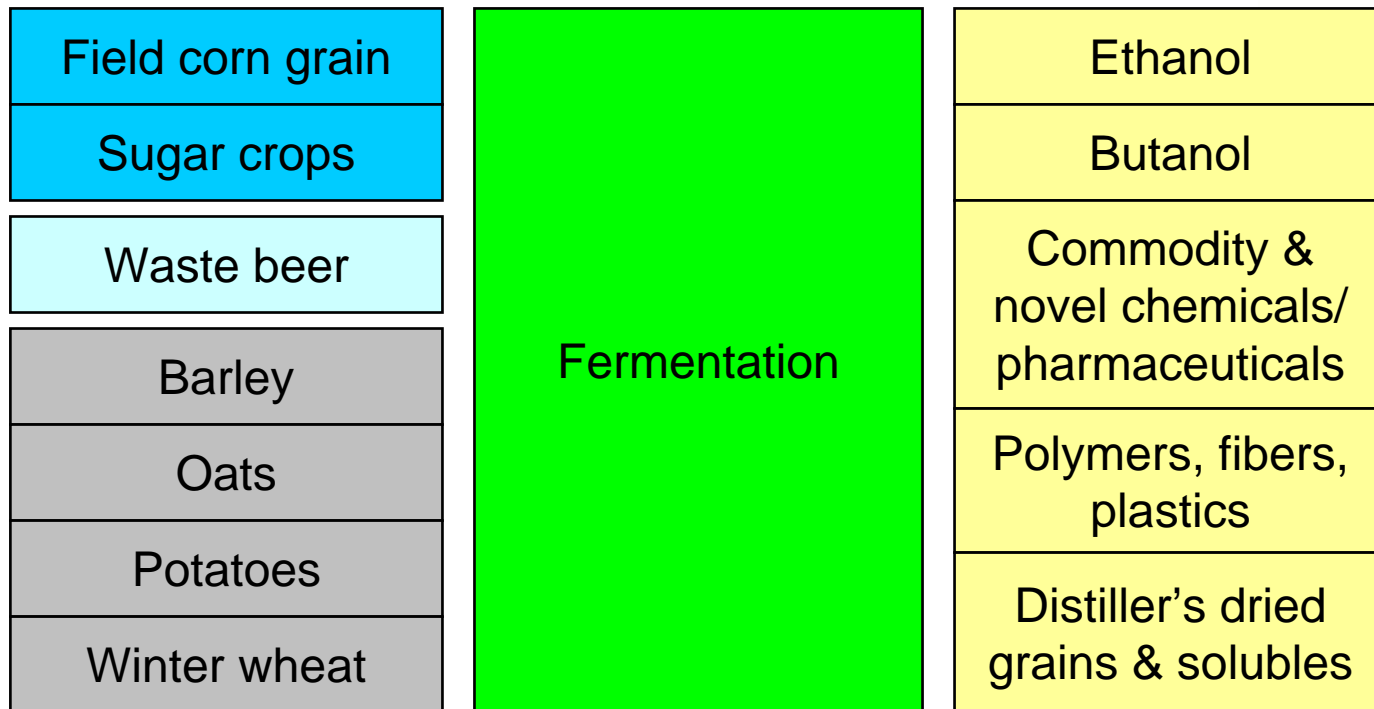 Field corn grain
Sugar crops
Waste beer
Barley
Oats
Potatoes
Winter wheat
Fermentation
Ethanol
Butanol
Commodity &
novel chemicals/
pharmaceuticals
Polymers, fibers,
plastics
Distiller’s dried
grains & solubles